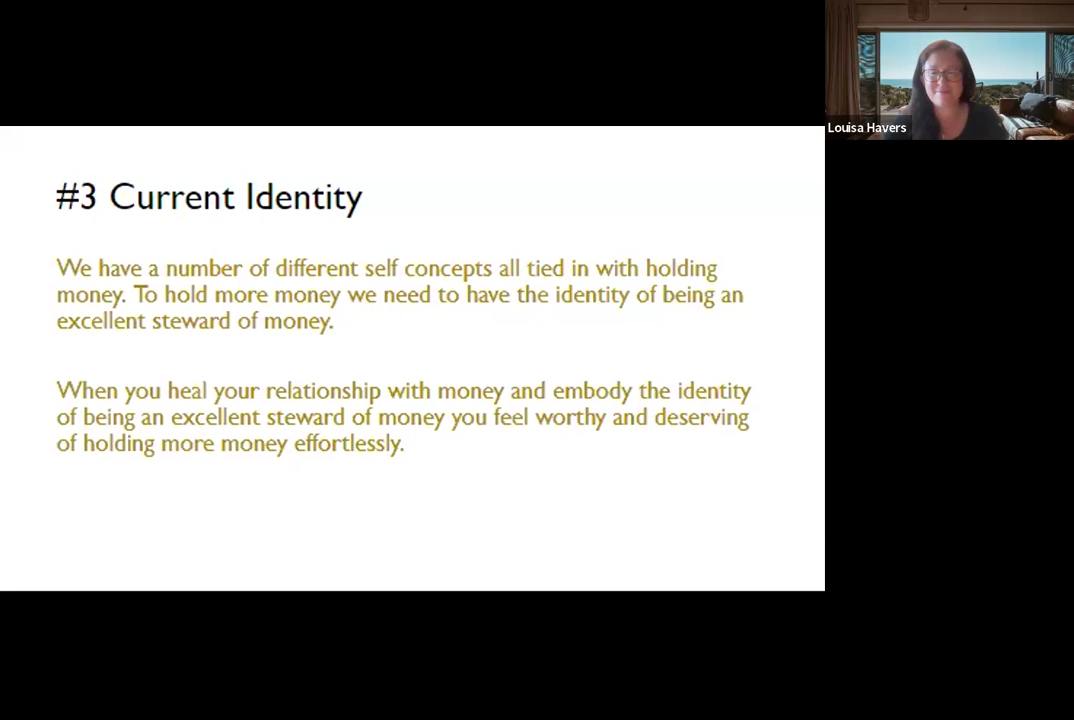 #3 Current Identity
We have a number of different self concepts all tied in with holding
money. To hold more money we need to have the identity of being an
excellent steward of money.
When you heal your relationship with money and embody the identity
of being an excellent steward of money you feel worthy and deserving
of holding more money effortlessly.
Louisa Havers